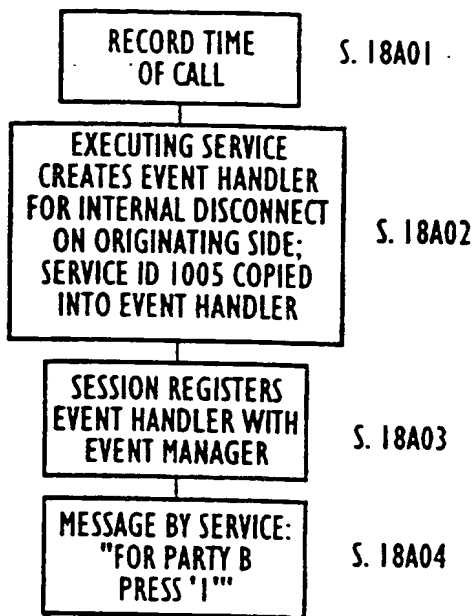 RECORD TIME
OF CALL
S. 18A01
EXECUTING SERVICE
CREATES EVENT HANDLER
FOR INTERNAL DISCONNECT
ON ORIGINATING SIDE;
SERVICE ID 1005 COPIED
INTO EVENT HANDLER
S. 18A02
SESSION REGISTERS
EVENT HANDLER WITH
EVENT MANAGER
S. 18A03
MESSAGE BY SERVICE:
"FOR PARTY B
PRESS '1'"
S. 18A04